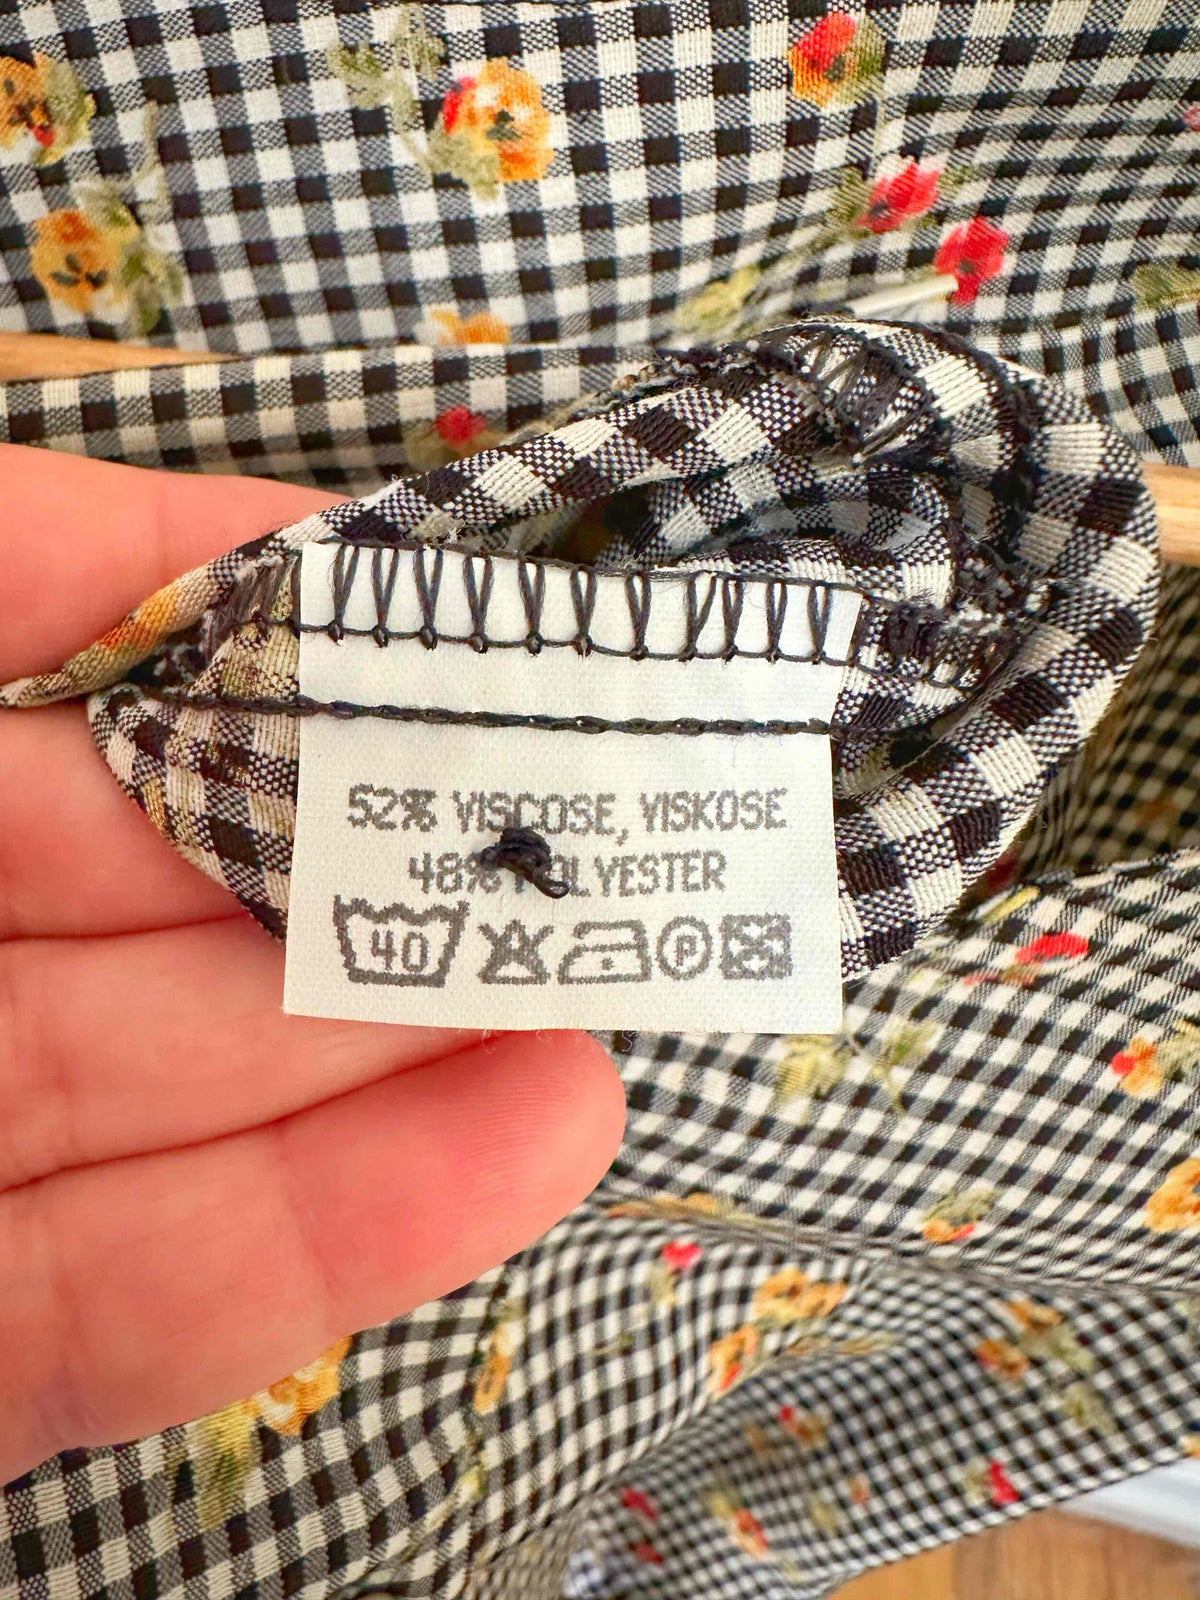 52% VISCOSE, VISKOSE
48% POLYESTER
40 P